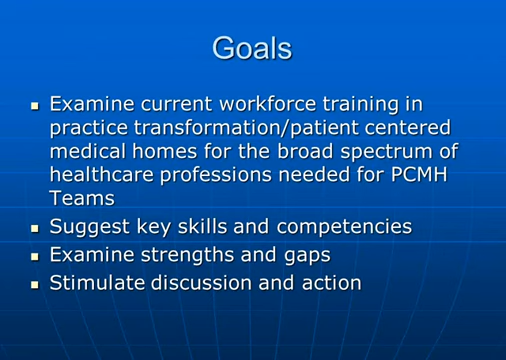 Goals
Examine current workforce training in
practice transformation/patient centered
medical homes for the broad spectrum of
healthcare professions needed for PCMH
Teams
Suggest key skills and competencies
Examine strengths and gaps
Stimulate discussion and action